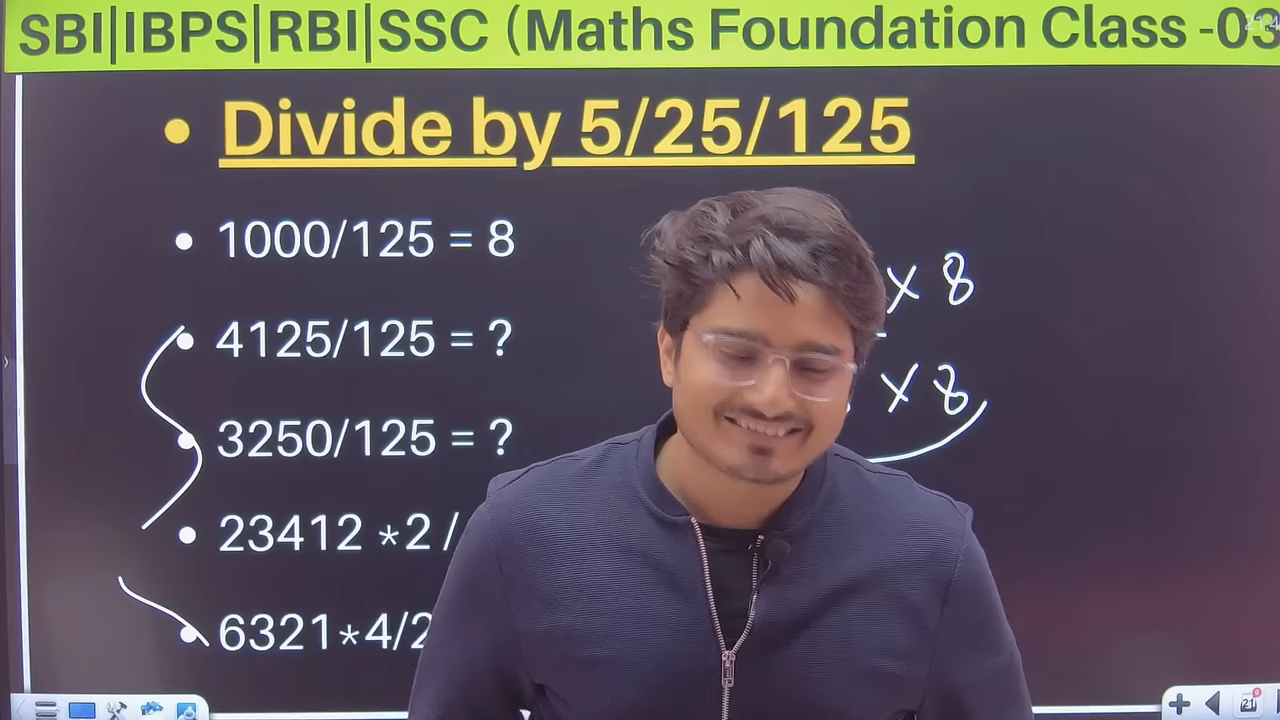 SBI|IBPS|RBI|SSC (Maths Foundation Class -03
• Divide by 5/25/125
• 1000/125 = 8
× 8
• 4125/125 = ?
× 8
• 3250/125 = ?
• 23412 *2 /
• 6321*4/2
21